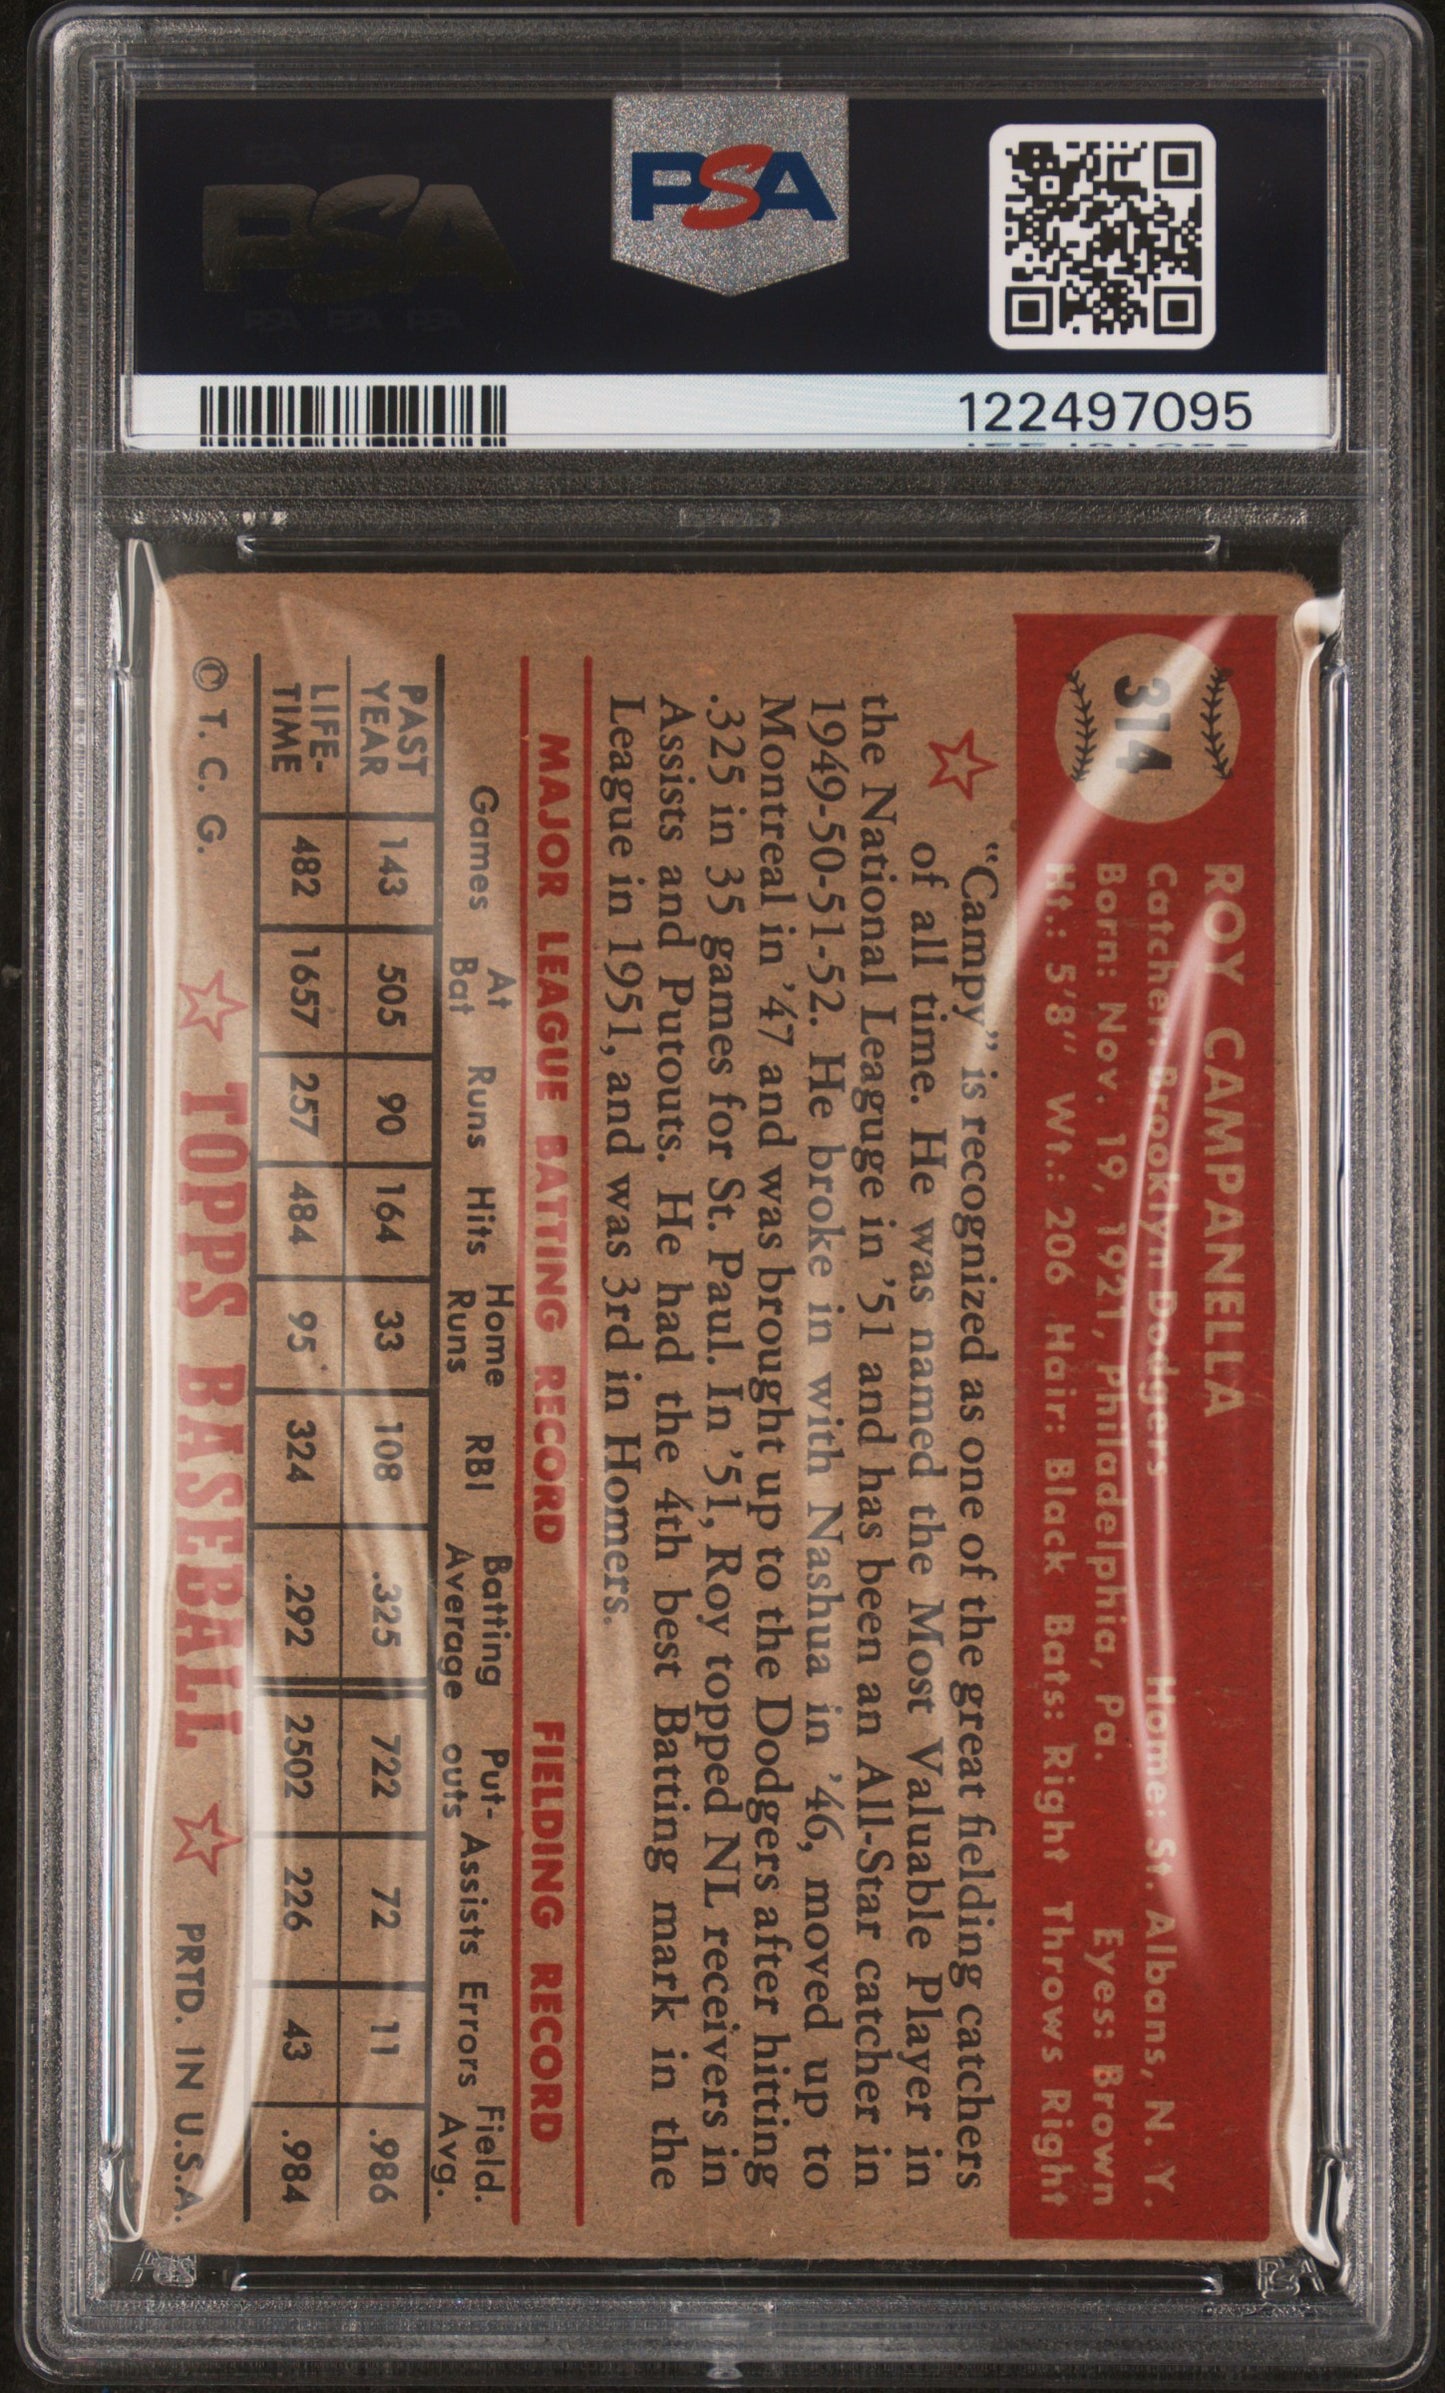 PSA
PSA
122497095
314
ROY CAMPANELLA
Catcher: Brooklyn Dodgers Home: St. Albans, N. Y.
Born: Nov. 19, 1921, Philadelphia, Pa. Eyes: Brown
Ht.: 5'8" Wt.: 206 Hair: Black Bats: Right Throws Right
"Campy" is recognized as one of the great fielding catchers
of all time. He was named the Most Valuable Player in
the National League in '51 and has been an All-Star catcher in
1949-50-51-52. He broke in with Nashua in '46, moved up to
Montreal in '47 and was brought up to the Dodgers after hitting
.325 in 35 games for St. Paul. In '51, Roy topped NL receivers in
Assists and Putouts. He had the 4th best Batting mark in the
League in 1951, and was 3rd in Homers.
MAJOR LEAGUE BATTING RECORD FIELDING RECORD
Games At Bat Runs Hits Home Runs RBI Batting Average Put-outs Assists Errors Field. Avg.
PAST YEAR 143 505 90 164 33 108 .325 722 72 11 .986
LIFE-TIME 482 1657 257 484 95 324 .292 2502 226 43 .984
© T. C. G. TOPPS BASEBALL PRTD. IN U.S.A.